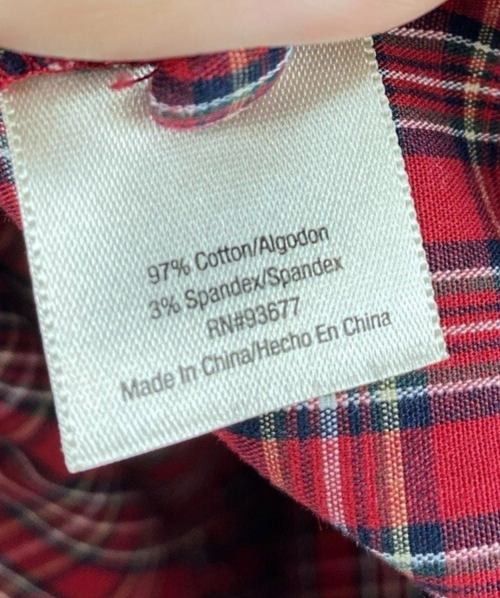 97% Cotton/Algodon
3% Spandex/Spandex
RN#93677
Made In China/Hecho En China